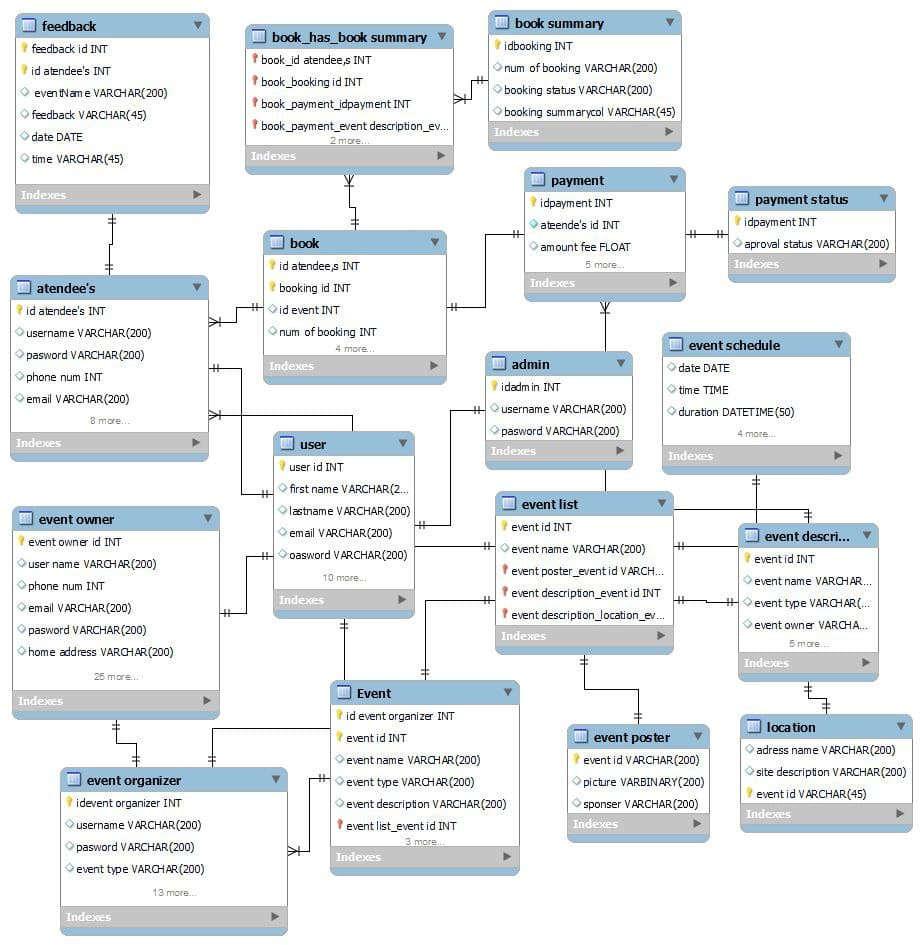 feedback
feedback id INT
id atendee's INT
eventName VARCHAR(200)
feedback VARCHAR(45)
date DATE
time VARCHAR(45)
Indexes
book_has_book summary
book_id atendee,s INT
book_booking id INT
book_payment_idpayment INT
book_payment_event description_ev...
2 more...
Indexes
book summary
idbooking INT
num of booking VARCHAR(200)
booking status VARCHAR(200)
booking summarycol VARCHAR(45)
Indexes
payment
idpayment INT
ateende's id INT
amount fee FLOAT
5 more...
Indexes
payment status
idpayment INT
aproval status VARCHAR(200)
Indexes
book
id atendee,s INT
booking id INT
id event INT
num of booking INT
4 more...
Indexes
atendee's
id atendee's INT
username VARCHAR(200)
pasword VARCHAR(200)
phone num INT
email VARCHAR(200)
8 more...
Indexes
admin
idadmin INT
username VARCHAR(200)
pasword VARCHAR(200)
Indexes
event schedule
date DATE
time TIME
duration DATETIME(50)
4 more...
Indexes
user
user id INT
first name VARCHAR(2...
lastname VARCHAR(200)
email VARCHAR(200)
oasword VARCHAR(200)
10 more...
Indexes
event list
event id INT
event name VARCHAR(200)
event poster_event id VARCH...
event description_event id INT
event description_location_ev...
Indexes
event descri...
event id INT
event name VARCHAR...
event type VARCHAR(...
event owner VARCHA...
5 more...
Indexes
event owner
event owner id INT
user name VARCHAR(200)
phone num INT
email VARCHAR(200)
pasword VARCHAR(200)
home address VARCHAR(200)
25 more...
Indexes
Event
id event organizer INT
event id INT
event name VARCHAR(200)
event type VARCHAR(200)
event description VARCHAR(200)
event list_event id INT
3 more...
Indexes
event poster
event id VARCHAR(200)
picture VARBINARY(200)
sponser VARCHAR(200)
Indexes
location
adress name VARCHAR(200)
site description VARCHAR(200)
event id VARCHAR(45)
Indexes
event organizer
idevent organizer INT
username VARCHAR(200)
pasword VARCHAR(200)
event type VARCHAR(200)
13 more...
Indexes